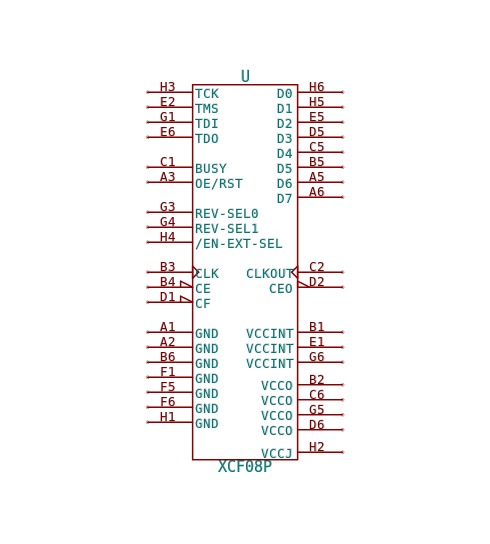 U
H3 TCK D0 H6
E2 TMS D1 H5
G1 TDI D2 E5
E6 TDO D3 D5
D4 C5
C1 BUSY D5 B5
A3 OE/RST D6 A5
D7 A6
G3 REV-SEL0
G4 REV-SEL1
H4 /EN-EXT-SEL
B3 CLK CLKOUT C2
B4 CE CEO D2
D1 CF
A1 GND VCCINT B1
A2 GND VCCINT E1
B6 GND VCCINT G6
F1 GND VCCO B2
F5 GND VCCO C6
F6 GND VCCO G5
H1 GND VCCO D6
VCCJ H2
XCF08P